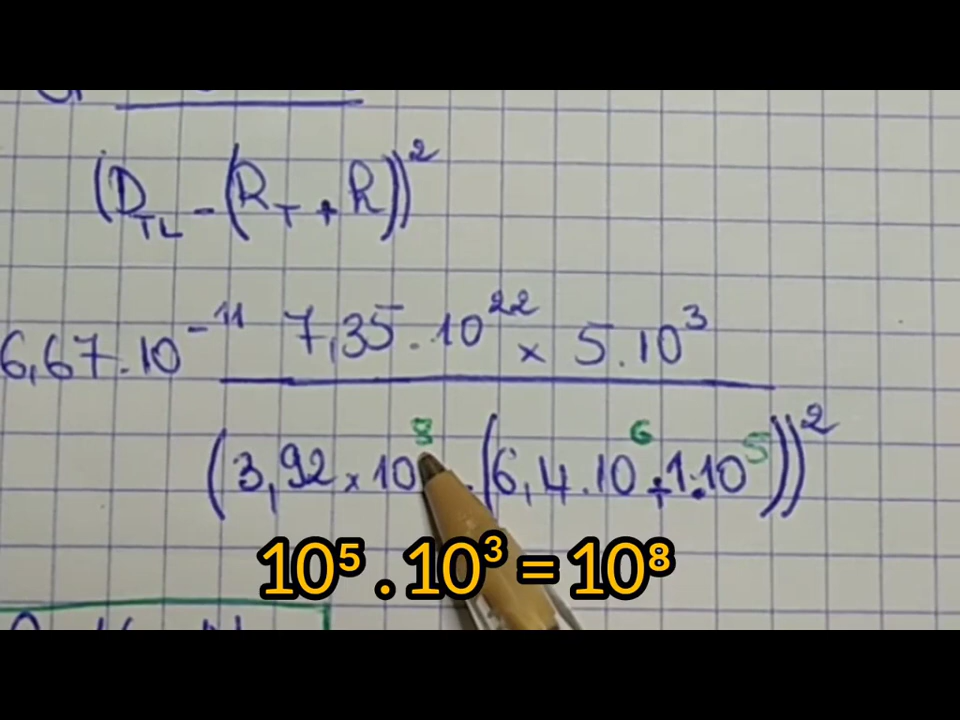 (D_TL - (R_T + R))²
6,67.10⁻¹¹ 7,35.10²² × 5.10³
(3,92 × 10⁸ . (6,4.10⁶ + 1.10⁵))²
10⁵ . 10³ = 10⁸